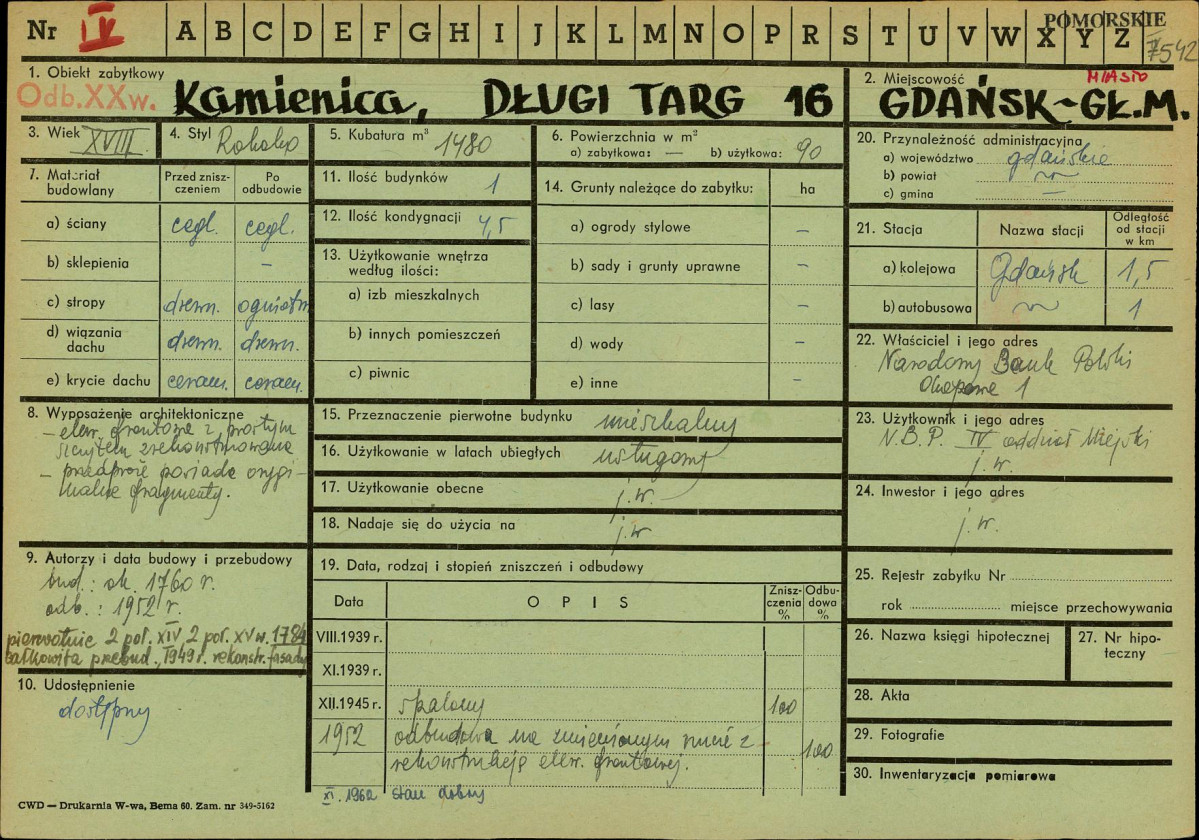 Nr IV A B C D E F G H I J K L M N O P R S T U V W X Y Z
POMORSKIE
7542
1. Obiekt zabytkowy
Odb. XX w.
Kamienica, DŁUGI TARG 16
2. Miejscowość MIASTO
GDAŃSK-GŁ.M.
3. Wiek XVIII
4. Styl Rokoko
5. Kubatura m³ 1480
6. Powierzchnia w m²
a) zabytkowa: — b) użytkowa: 90
7. Materiał budowlany
Przed zniszczeniem
Po odbudowie
a) ściany cegl. cegl.
b) sklepienia –
c) stropy drewn. ogniotrw
d) wiązania dachu drewn. drewn.
e) krycie dachu ceram. ceram.
8. Wyposażenie architektoniczne
– elew. frontowa z prostym
szczytem zrekonstruowana
– przedproże posiada orygi-
nalne fragmenty.
9. Autorzy i data budowy i przebudowy
bud.: ok. 1760 r.
odb.: 1952 r.
pierwotnie 2 poł. XIV 2 poł. XV w. 1784
całkowita przebud., 1949 r. rekonstr. fasady
10. Udostępnienie
dostępny
11. Ilość budynków 1
12. Ilość kondygnacji 4,5
13. Użytkowanie wnętrza
według ilości:
a) izb mieszkalnych
b) innych pomieszczeń
c) piwnic
14. Grunty należące do zabytku: ha
a) ogrody stylowe –
b) sady i grunty uprawne –
c) lasy –
d) wody –
e) inne –
15. Przeznaczenie pierwotne budynku mieszkalny
16. Użytkowanie w latach ubiegłych usługowy
17. Użytkowanie obecne j.w.
18. Nadaje się do użycia na j.w
19. Data, rodzaj i stopień zniszczeń i odbudowy
Data OPIS Zniszczenia % Odbudowa %
VIII.1939 r.
XI.1939 r.
XII.1945 r. spalony 100
1952 odbudowa na zmienionym rzucie z
rekonstrukcją elew. frontowej. 100
XI.1962 stan dobry
20. Przynależność administracyjna
a) województwo gdańskie
b) powiat
c) gmina —
21. Stacja Nazwa stacji Odległość od stacji w km
a) kolejowa Gdańsk 1,5
b) autobusowa 1
22. Właściciel i jego adres
Narodowy Bank Polski
Okopowa 1
23. Użytkownik i jego adres
N.B.P. IV oddział Miejski
j.w.
24. Inwestor i jego adres
j.w.
25. Rejestr zabytku Nr
rok miejsce przechowywania
26. Nazwa księgi hipotecznej
27. Nr hipoteczny
28. Akta
29. Fotografie
30. Inwentaryzacja pomiarowa
CWD — Drukarnia W-wa, Bema 60. Zam. nr 349-5162